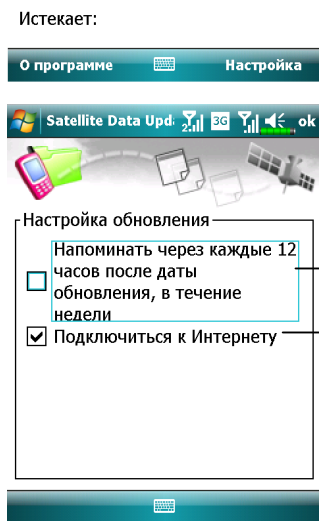 Истекает:
О программе Настройка
Satellite Data Upd: 2 3G ok
Настройка обновления
Напоминать через каждые 12
часов после даты
обновления, в течение
недели
Подключиться к Интернету